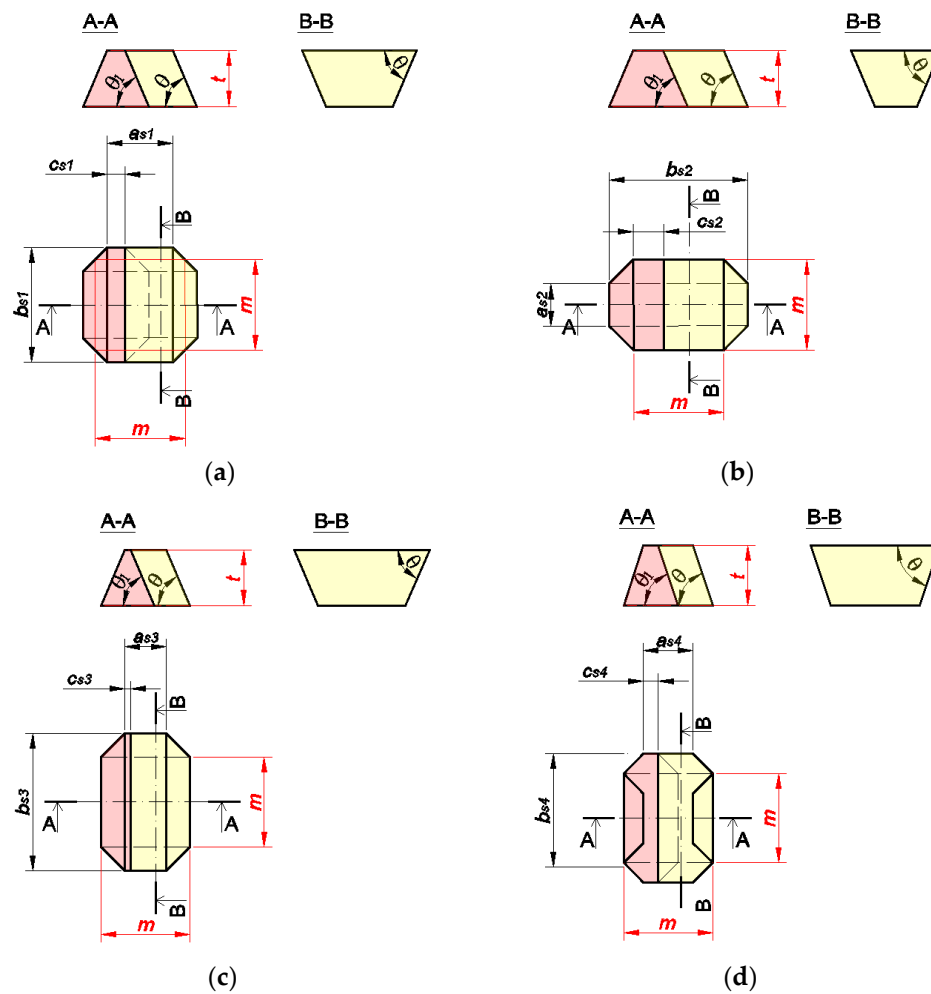 A-A
B-B
θ1
θ
t
θ
as1
cs1
B
bs1
m
A
A
B
m
(a)
A-A
B-B
θ1
θ
t
θ
bs2
B
cs2
as2
m
A
A
B
m
(b)
A-A
B-B
θ1
θ
t
θ
as3
cs3
B
bs3
m
A
A
B
m
(c)
A-A
B-B
θ1
θ
t
θ
as4
cs4
B
bs4
m
A
A
B
m
(d)